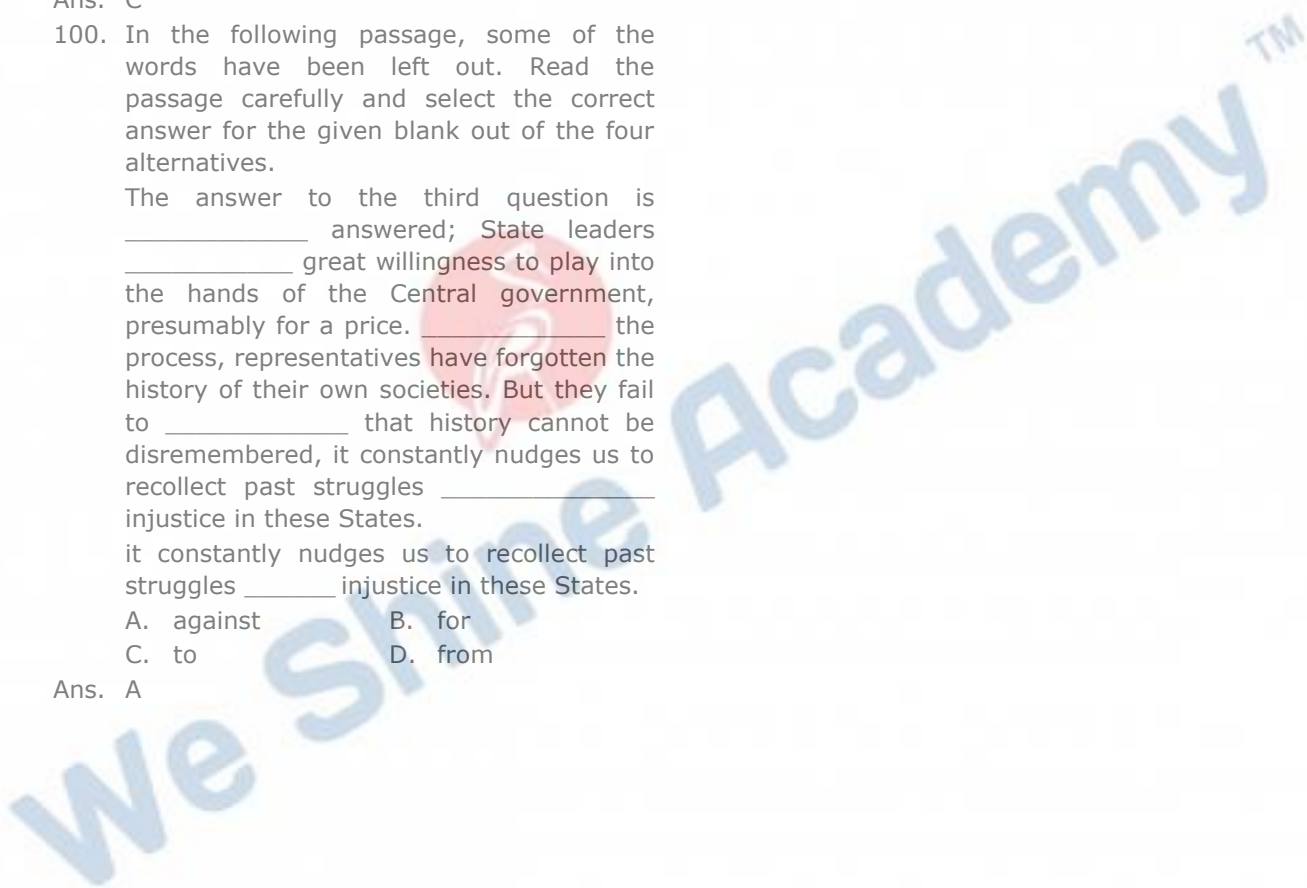 Ans. C
100. In the following passage, some of the
words have been left out. Read the
passage carefully and select the correct
answer for the given blank out of the four
alternatives.
The answer to the third question is
______________ answered; State leaders
_____________ great willingness to play into
the hands of the Central government,
presumably for a price. ______________ the
process, representatives have forgotten the
history of their own societies. But they fail
to ______________ that history cannot be
disremembered, it constantly nudges us to
recollect past struggles ________________
injustice in these States.
it constantly nudges us to recollect past
struggles _______ injustice in these States.
A. against B. for
C. to D. from
Ans. A
We Shine Academy TM